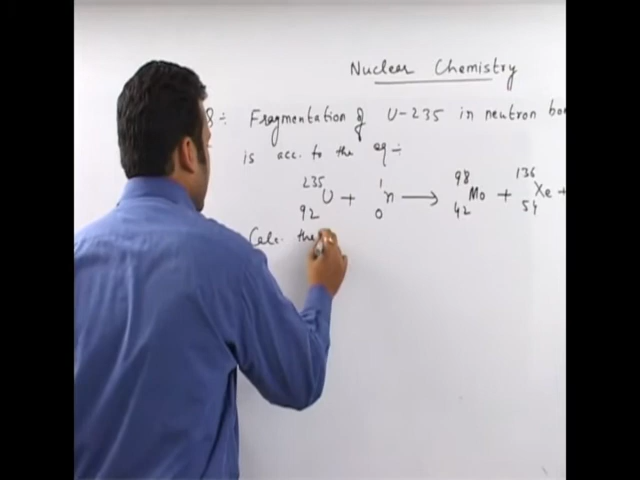 Nuclear Chemistry
8÷ Fragmentation of U-235 in neutron bom
is acc. to the eq ÷
235 1 98 136
U + n → Mo + Xe +
92 0 42 54
Calc. the